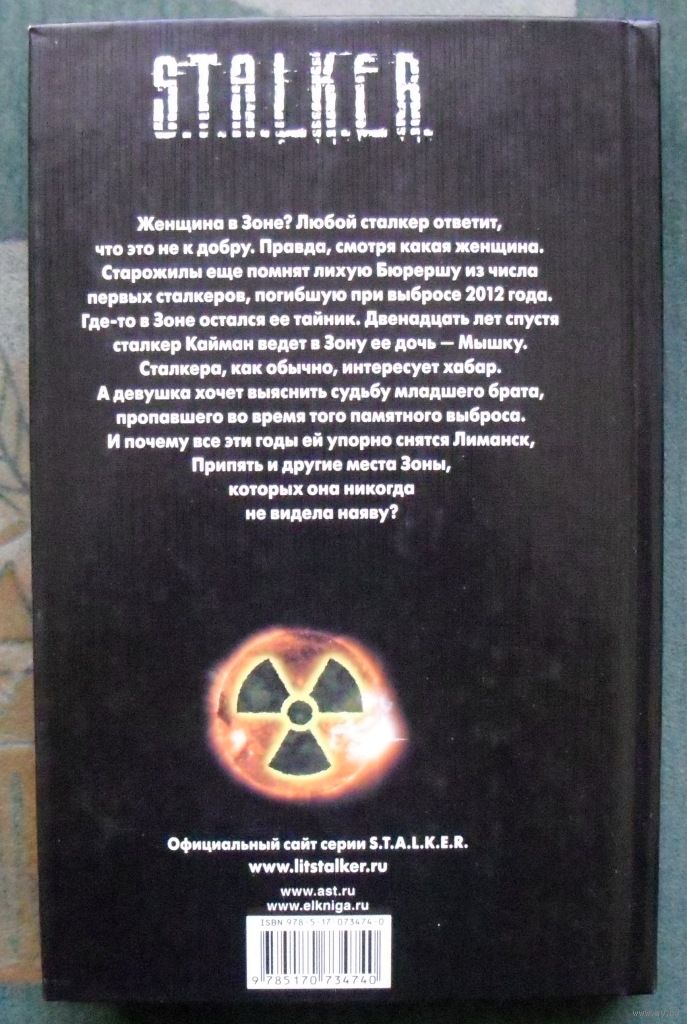 S.T.A.L.K.E.R.
Женщина в Зоне? Любой сталкер ответит,
что это не к добру. Правда, смотря какая женщина.
Старожилы еще помнят лихую Бюрершу из числа
первых сталкеров, погибшую при выбросе 2012 года.
Где-то в Зоне остался ее тайник. Двенадцать лет спустя
сталкер Кайман ведет в Зону ее дочь — Мышку.
Сталкера, как обычно, интересует хабар.
А девушка хочет выяснить судьбу младшего брата,
пропавшего во время того памятного выброса.
И почему все эти годы ей упорно снятся Лиманск,
Припять и другие места Зоны,
которых она никогда
не видела наяву?
Официальный сайт серии S.T.A.L.K.E.R.
www.litstalker.ru
www.ast.ru
www.elkniga.ru
ISBN 978-5-17-073474-0
9 785170 734740